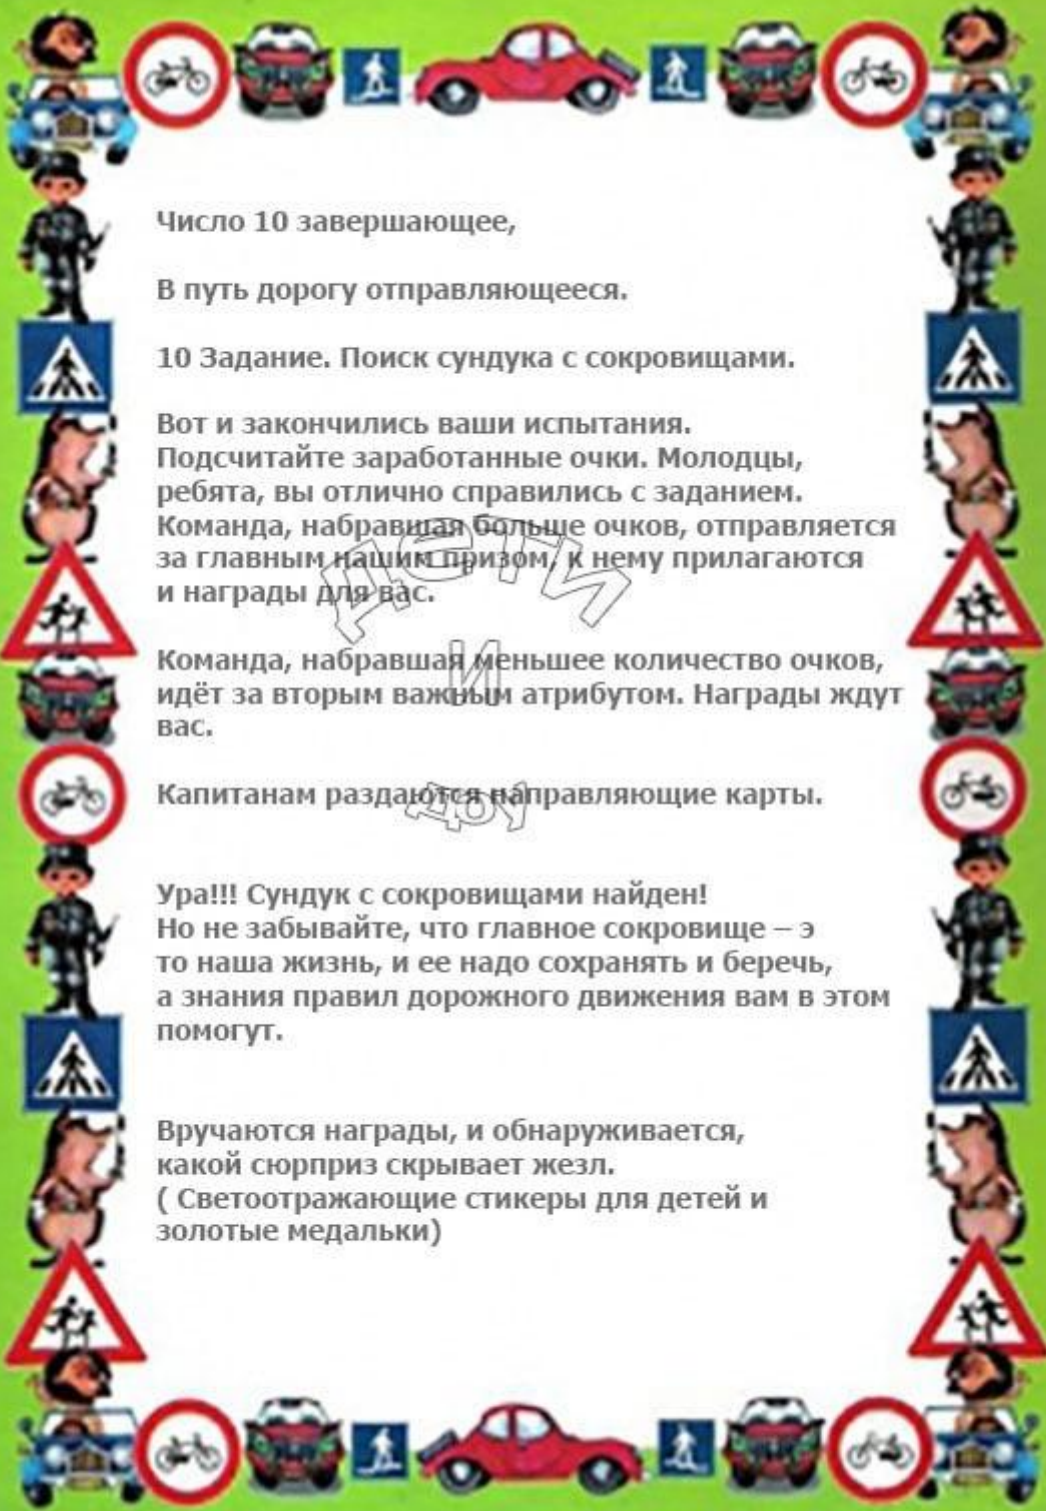 Число 10 завершающее,
В путь дорогу отправляющееся.
10 Задание. Поиск сундука с сокровищами.
Вот и закончились ваши испытания.
Подсчитайте заработанные очки. Молодцы,
ребята, вы отлично справились с заданием.
Команда, набравшая больше очков, отправляется
за главным нашим призом, к нему прилагаются
и награды для вас.
дети
Команда, набравшая меньшее количество очков,
идёт за вторым важным атрибутом. Награды ждут
вас.
и
Капитанам раздаются направляющие карты.
доу
Ура!!! Сундук с сокровищами найден!
Но не забывайте, что главное сокровище – э
то наша жизнь, и ее надо сохранять и беречь,
а знания правил дорожного движения вам в этом
помогут.
Вручаются награды, и обнаруживается,
какой сюрприз скрывает жезл.
( Светоотражающие стикеры для детей и
золотые медальки)